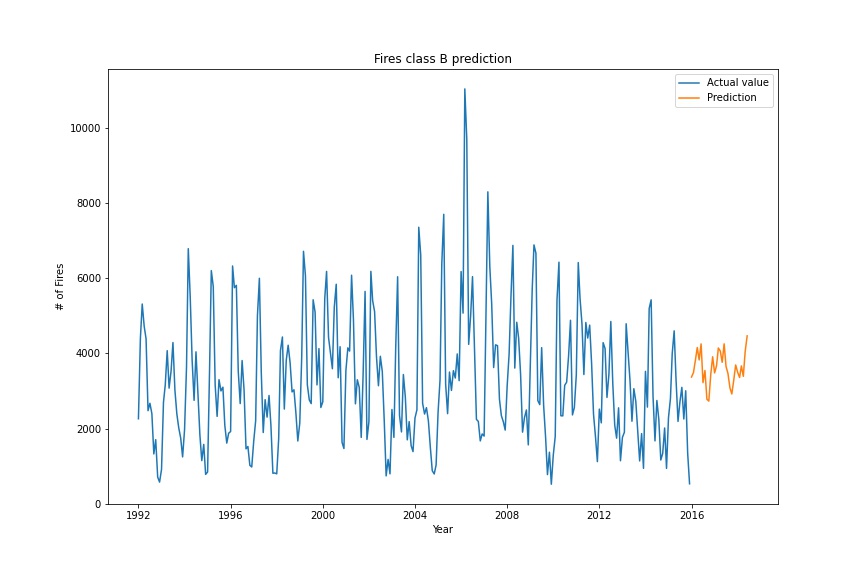 Fires class B prediction
Actual value
Prediction
# of Fires
10000
8000
6000
4000
2000
0
1992
1996
2000
2004
2008
2012
2016
Year